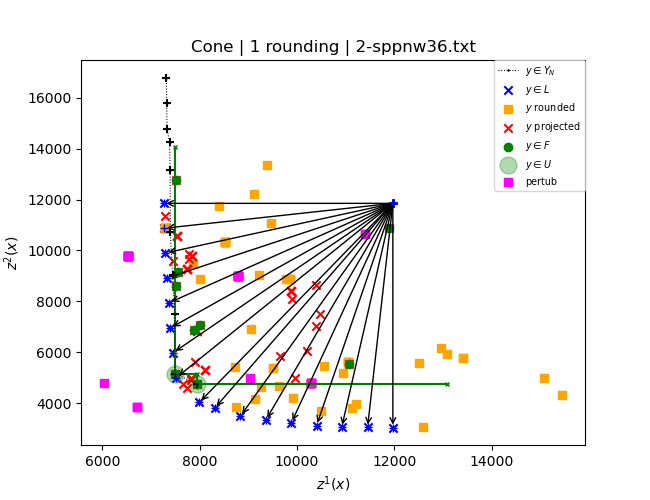 Cone | 1 rounding | 2-sppnw36.txt
y ∈ Y_N
y ∈ L
y rounded
y projected
y ∈ F
y ∈ U
pertub
z²(x)
16000
14000
12000
10000
8000
6000
4000
6000 8000 10000 12000 14000
z¹(x)